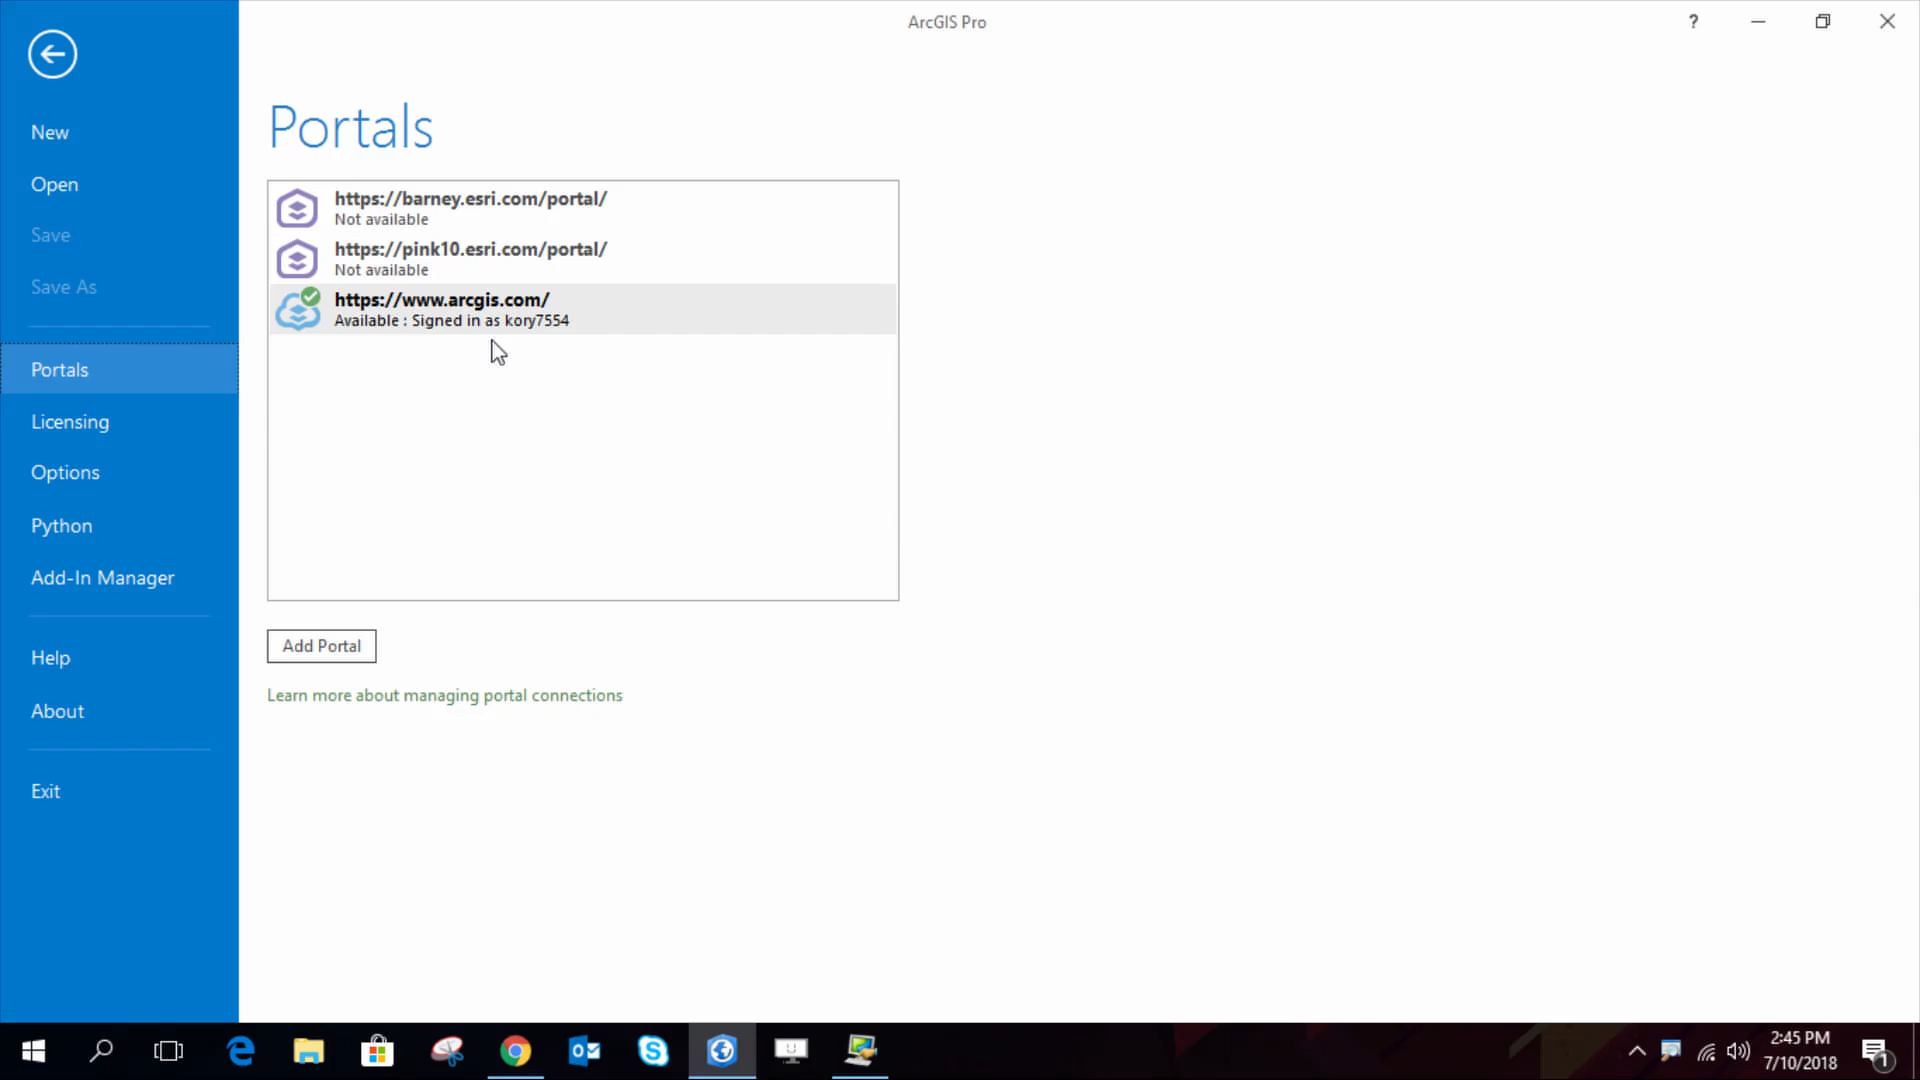 ArcGIS Pro
?
New
Open
Save
Save As
Portals
Licensing
Options
Python
Add-In Manager
Help
About
Exit
Portals
https://barney.esri.com/portal/
Not available
https://pink10.esri.com/portal/
Not available
https://www.arcgis.com/
Available : Signed in as kory7554
Add Portal
Learn more about managing portal connections
2:45 PM
7/10/2018
1